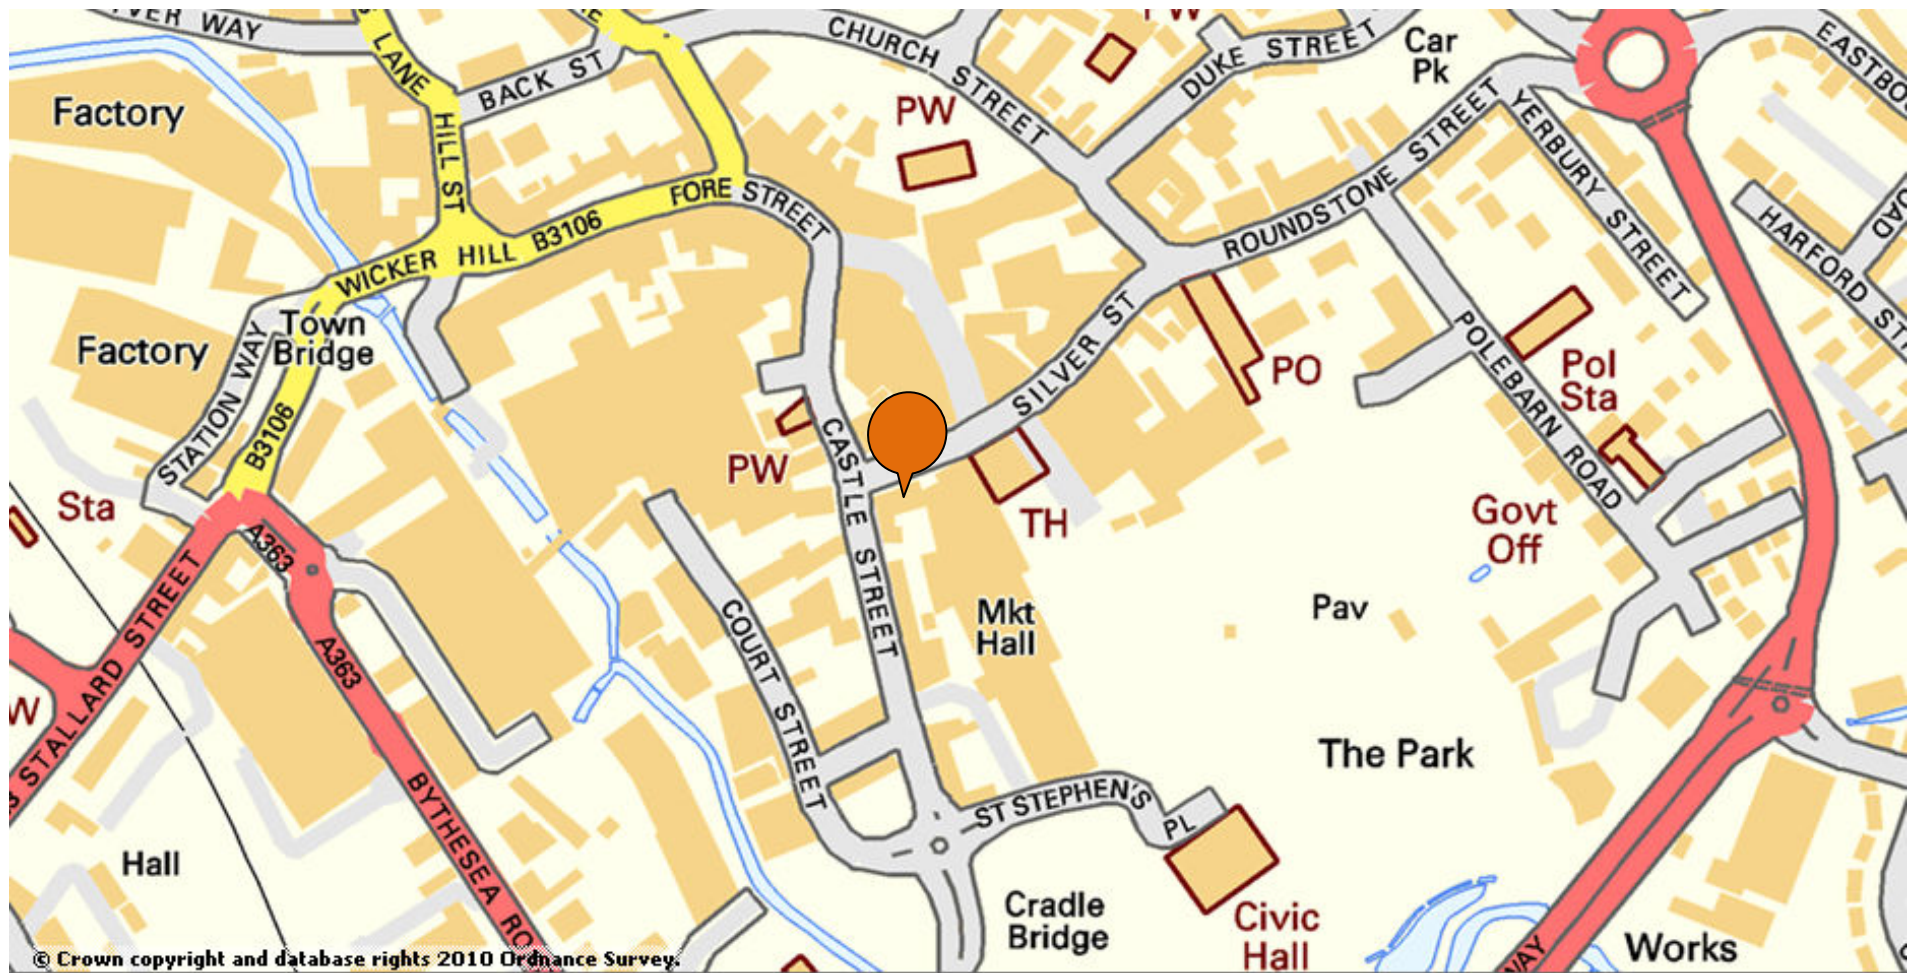 VER WAY
LANE
HILL ST
BACK ST
CHURCH STREET
PW
DUKE STREET
Car
Pk
EASTBO
Factory
PW
FORE STREET
B3106
WICKER HILL
ROUNDSTONE STREET
YERBURY STREET
HARFORD ST
OAD
Town
Bridge
Factory
STATION WAY
B3106
SILVER ST
PO
POLEBARN ROAD
Pol
Sta
PW
CASTLE STREET
TH
Sta
A363
Govt
Off
STALLARD STREET
A363
COURT STREET
Mkt
Hall
Pav
W
The Park
BYTHESEA RO
ST STEPHEN'S
PL
Hall
Cradle
Bridge
Civic
Hall
WAY
Works
© Crown copyright and database rights 2010 Ordnance Survey.